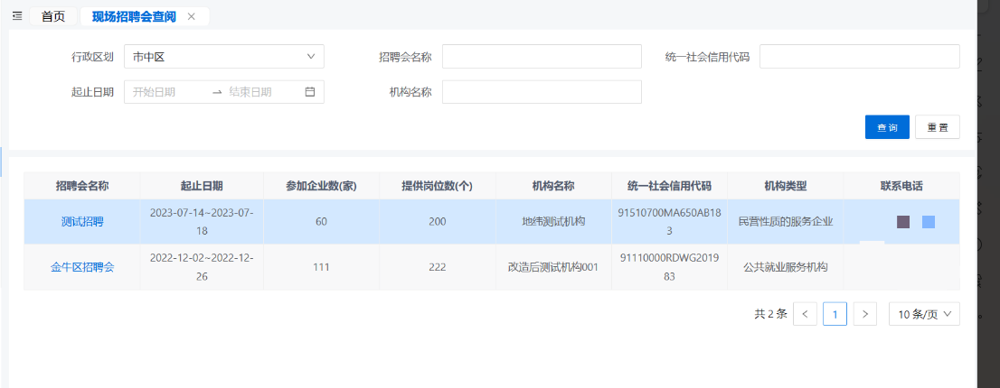 首页 现场招聘会查阅
行政区划 市中区 招聘会名称 统一社会信用代码
起止日期 开始日期 → 结束日期 机构名称
查 询 重 置
招聘会名称 起止日期 参加企业数(家) 提供岗位数(个) 机构名称 统一社会信用代码 机构类型 联系电话
测试招聘 2023-07-14~2023-07-18 60 200 地纬测试机构 91510700MA650AB183 民营性质的服务企业
金牛区招聘会 2022-12-02~2022-12-26 111 222 改造后测试机构001 91110000RDWG201983 公共就业服务机构
共 2 条 < 1 > 10 条/页